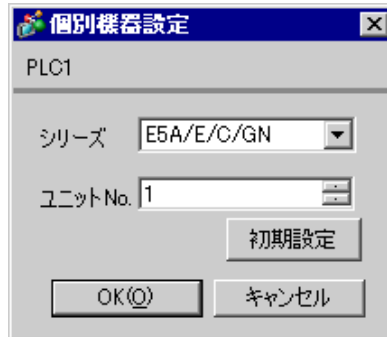 個別機器設定
PLC1
シリーズ E5A/E/C/GN
ユニットNo. 1
初期設定
OK(O) キャンセル